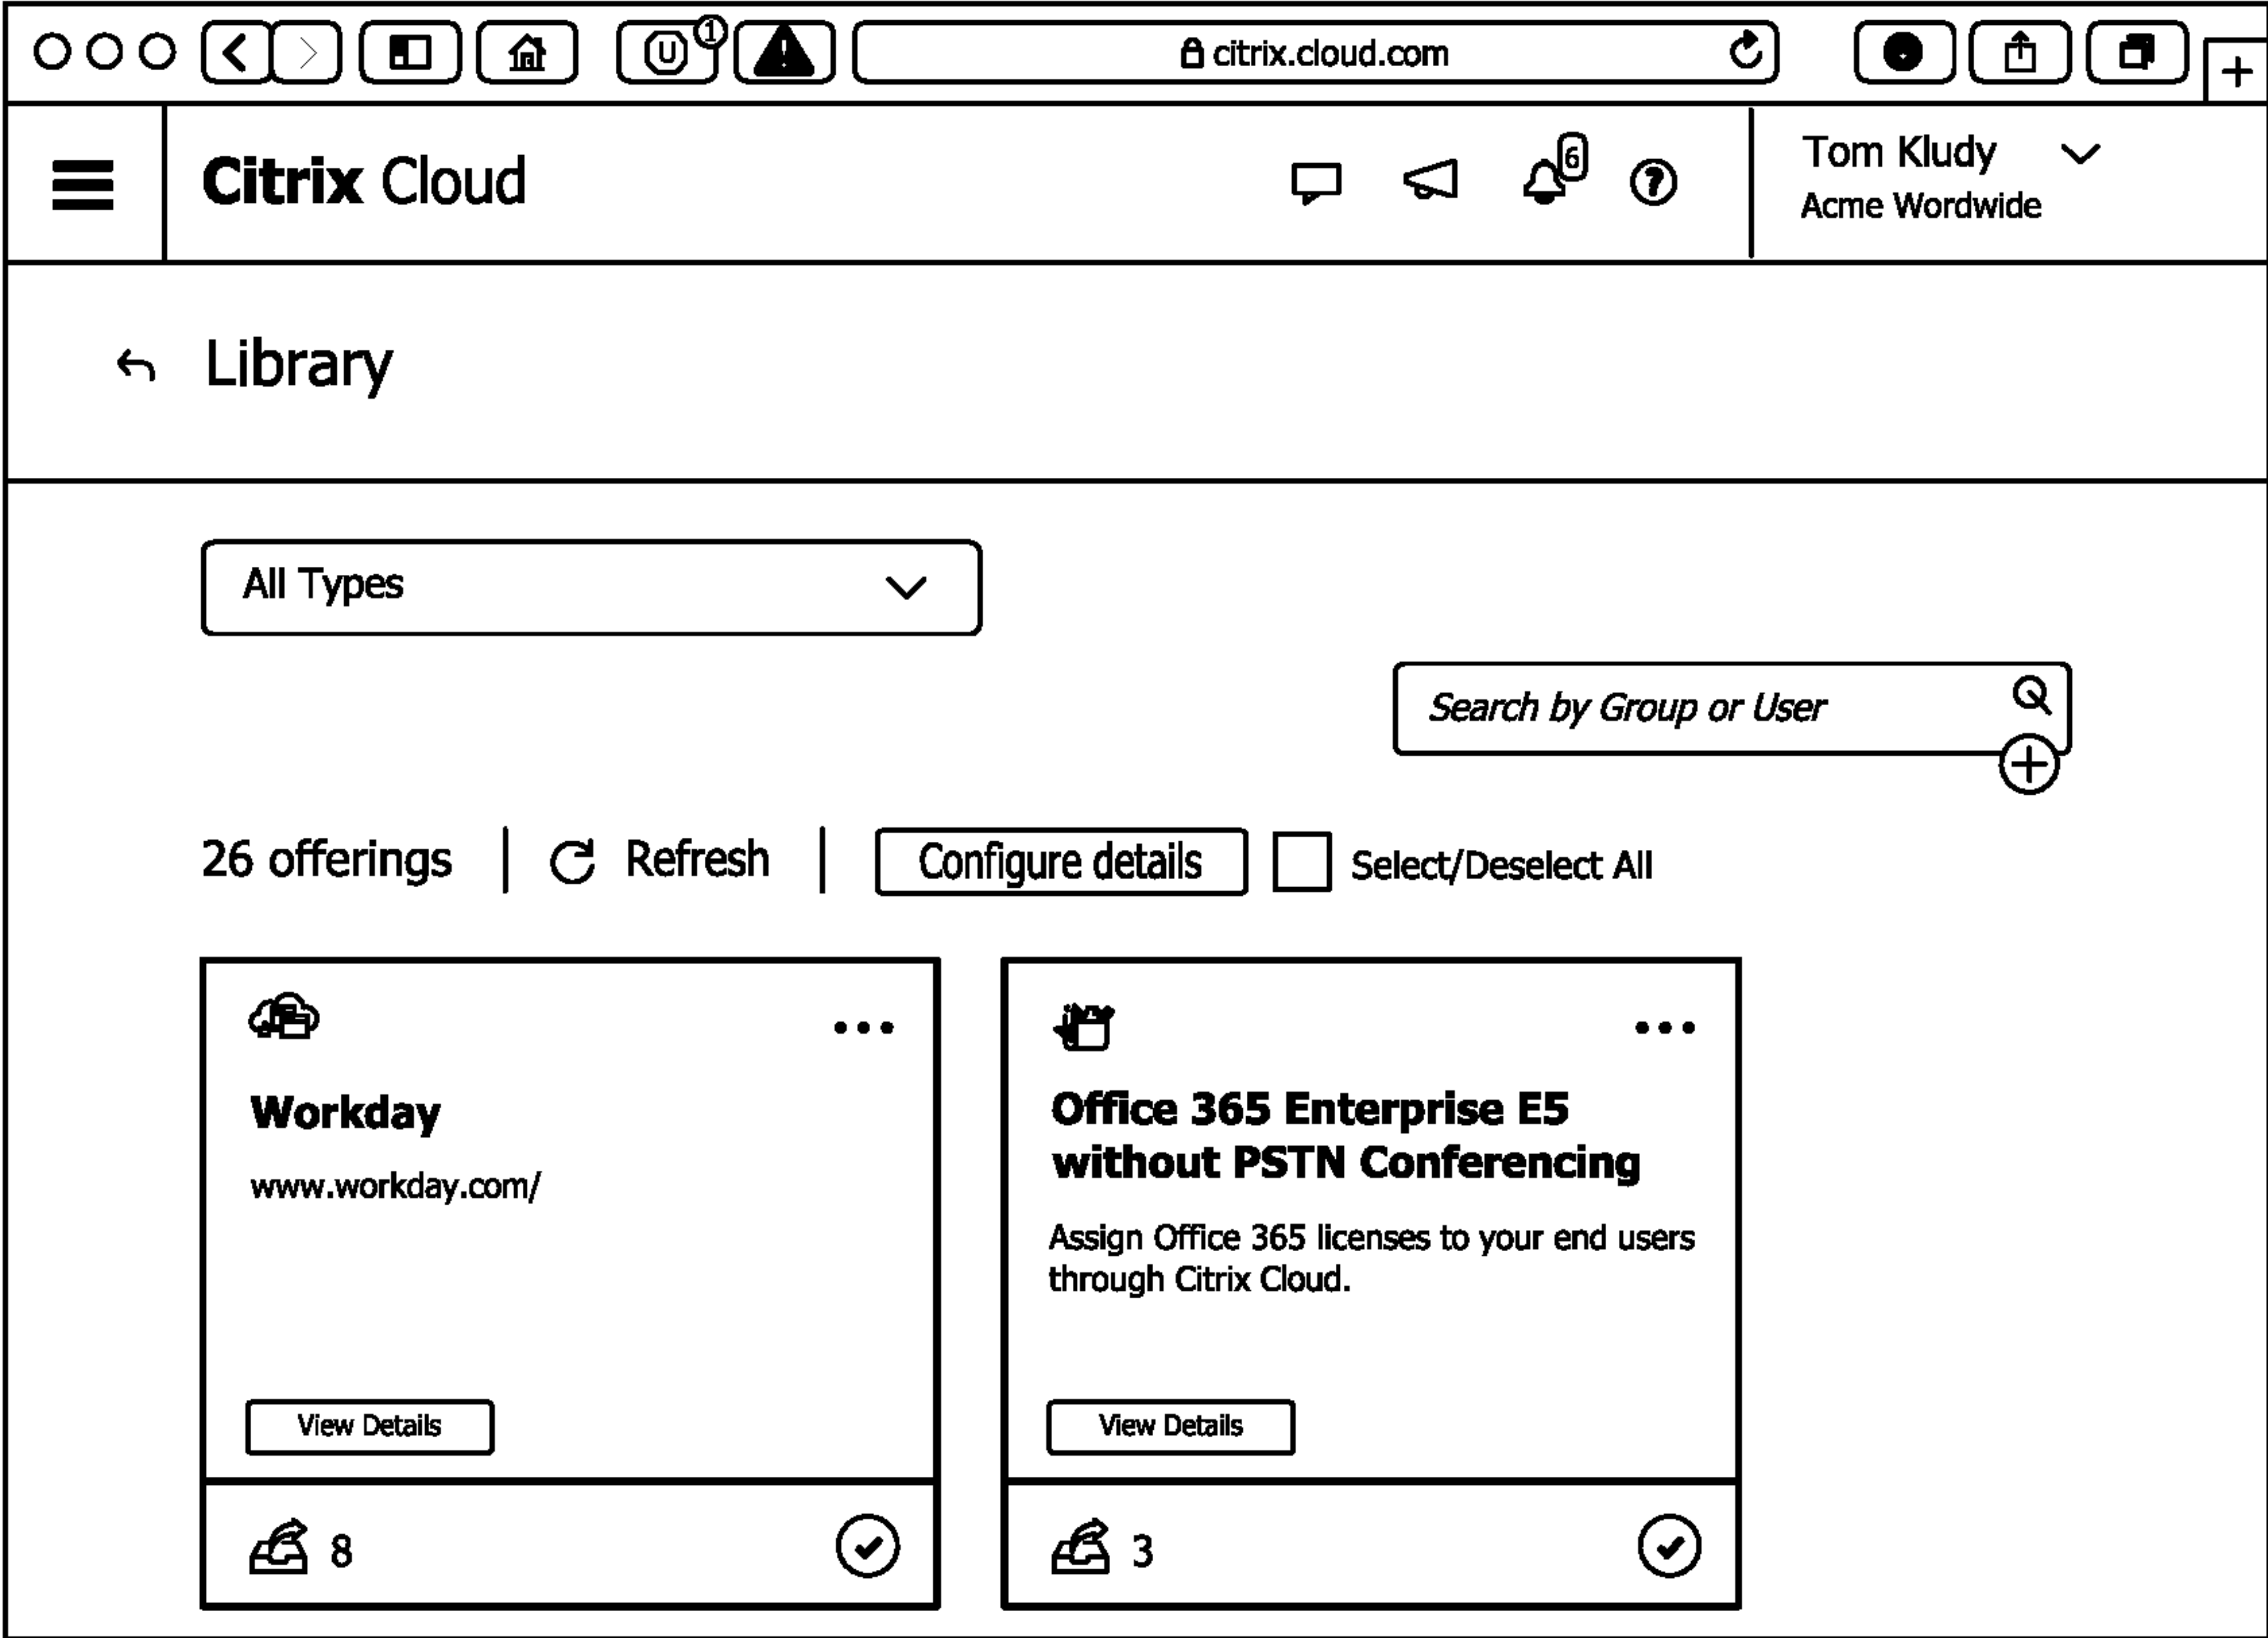 U 1 citrix.cloud.com
Citrix Cloud 6 ? Tom Kludy
Acme Wordwide
Library
All Types
Search by Group or User
26 offerings Refresh Configure details Select/Deselect All
Workday
www.workday.com/
View Details
8
Office 365 Enterprise E5
without PSTN Conferencing
Assign Office 365 licenses to your end users
through Citrix Cloud.
View Details
3